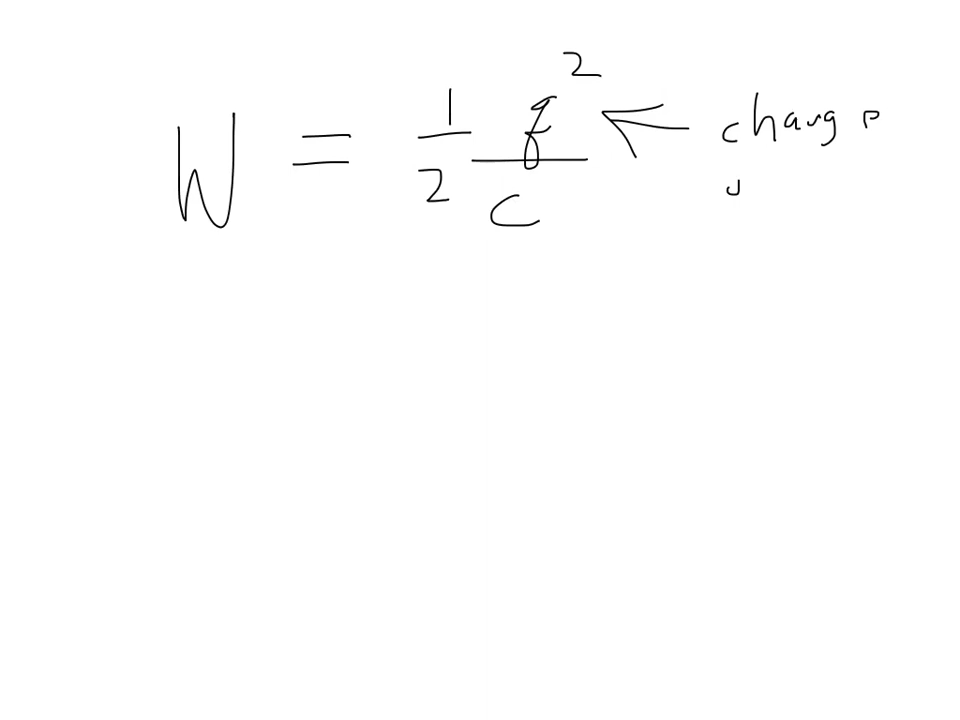 W = 1/2 q²/C ← charge